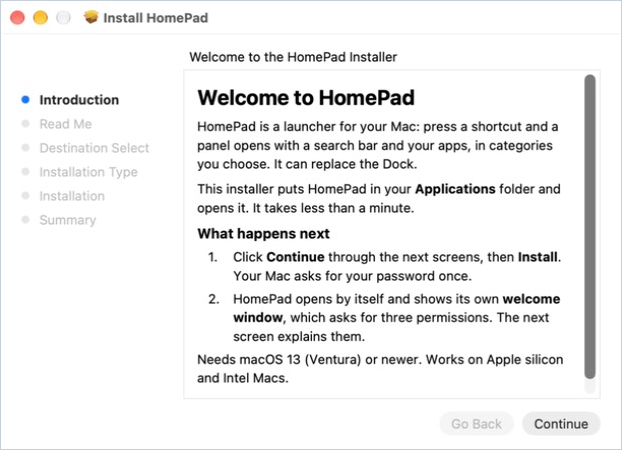 Install HomePad
Welcome to the HomePad Installer
Introduction
Read Me
Destination Select
Installation Type
Installation
Summary
Welcome to HomePad
HomePad is a launcher for your Mac: press a shortcut and a
panel opens with a search bar and your apps, in categories
you choose. It can replace the Dock.
This installer puts HomePad in your Applications folder and
opens it. It takes less than a minute.
What happens next
1. Click Continue through the next screens, then Install.
Your Mac asks for your password once.
2. HomePad opens by itself and shows its own welcome
window, which asks for three permissions. The next
screen explains them.
Needs macOS 13 (Ventura) or newer. Works on Apple silicon
and Intel Macs.
Go Back
Continue